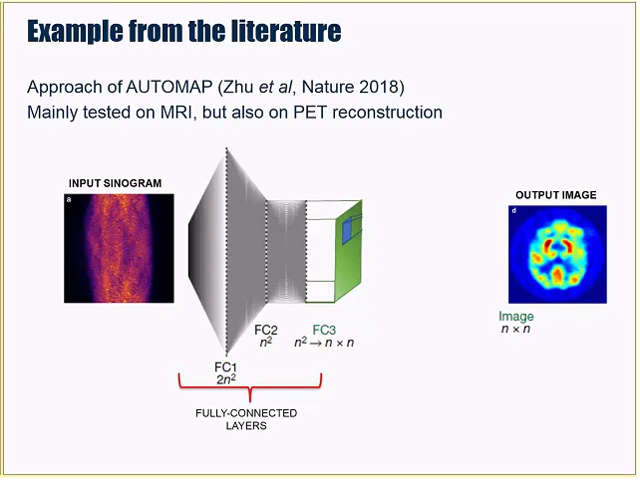 Example from the literature
Approach of AUTOMAP (Zhu et al, Nature 2018)
Mainly tested on MRI, but also on PET reconstruction
INPUT SINOGRAM
a
OUTPUT IMAGE
d
Image
n × n
FC2
n²
FC3
n² → n × n
FC1
2n²
FULLY-CONNECTED
LAYERS